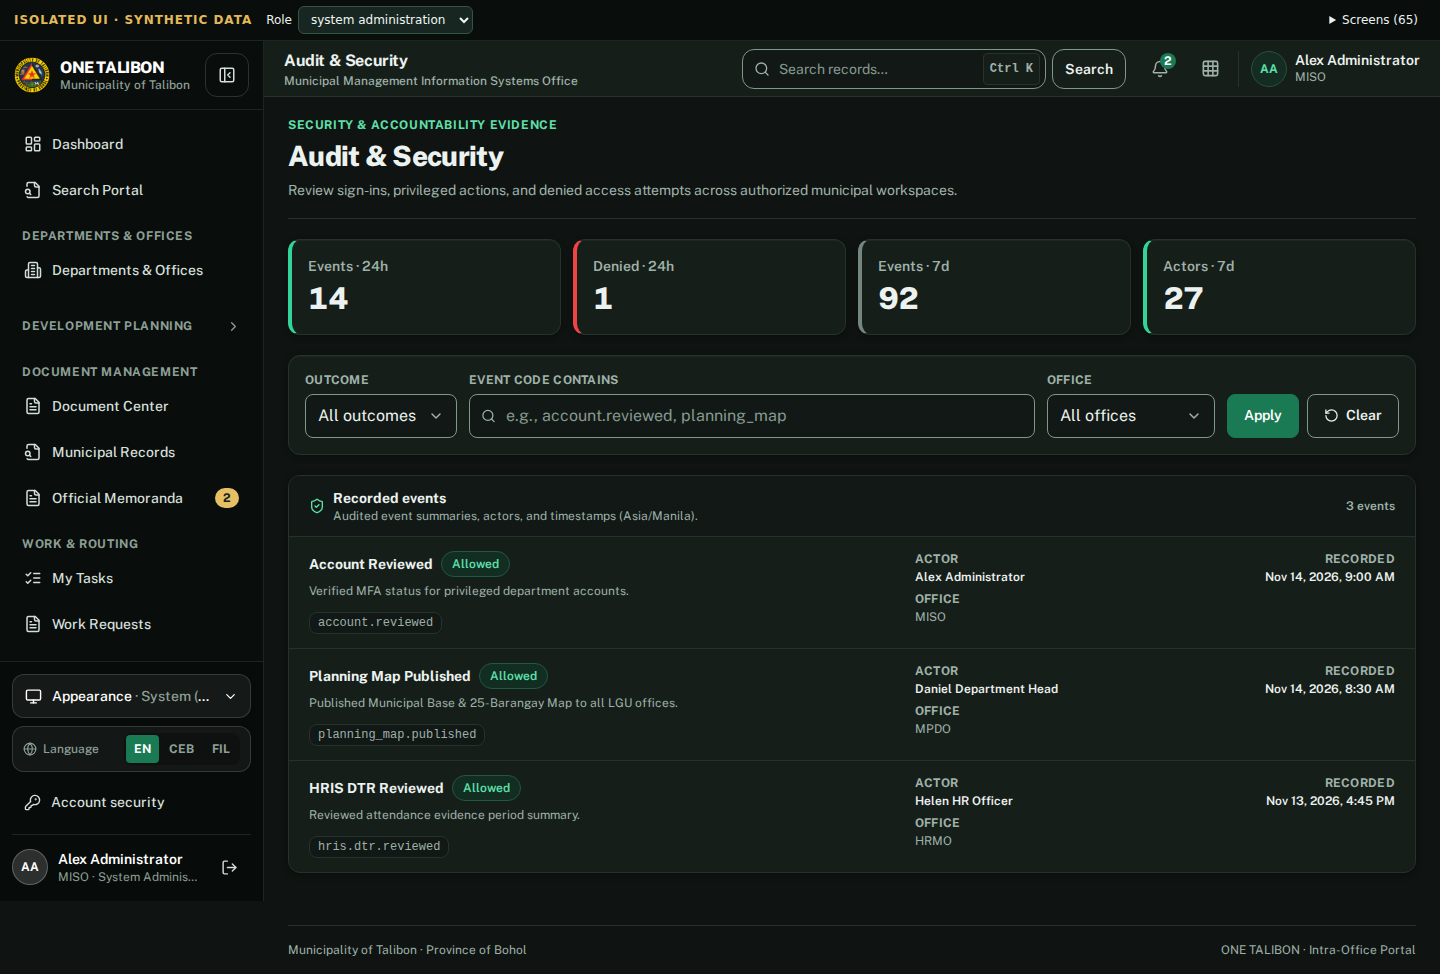 ISOLATED UI · SYNTHETIC DATA
Role
system administration
Screens (65)
ONE TALIBON
Municipality of Talibon
Dashboard
Search Portal
DEPARTMENTS & OFFICES
Departments & Offices
DEVELOPMENT PLANNING
DOCUMENT MANAGEMENT
Document Center
Municipal Records
Official Memoranda
2
WORK & ROUTING
My Tasks
Work Requests
Appearance · System (...
Language
EN
CEB
FIL
Account security
AA
Alex Administrator
MISO · System Adminis...
Audit & Security
Municipal Management Information Systems Office
Search records...
Ctrl K
Search
2
AA
Alex Administrator
MISO
SECURITY & ACCOUNTABILITY EVIDENCE
Audit & Security
Review sign-ins, privileged actions, and denied access attempts across authorized municipal workspaces.
Events · 24h
14
Denied · 24h
1
Events · 7d
92
Actors · 7d
27
OUTCOME
All outcomes
EVENT CODE CONTAINS
e.g., account.reviewed, planning_map
OFFICE
All offices
Apply
Clear
Recorded events
Audited event summaries, actors, and timestamps (Asia/Manila).
3 events
Account Reviewed
Allowed
Verified MFA status for privileged department accounts.
account.reviewed
ACTOR
Alex Administrator
OFFICE
MISO
RECORDED
Nov 14, 2026, 9:00 AM
Planning Map Published
Allowed
Published Municipal Base & 25-Barangay Map to all LGU offices.
planning_map.published
ACTOR
Daniel Department Head
OFFICE
MPDO
RECORDED
Nov 14, 2026, 8:30 AM
HRIS DTR Reviewed
Allowed
Reviewed attendance evidence period summary.
hris.dtr.reviewed
ACTOR
Helen HR Officer
OFFICE
HRMO
RECORDED
Nov 13, 2026, 4:45 PM
Municipality of Talibon · Province of Bohol
ONE TALIBON · Intra-Office Portal